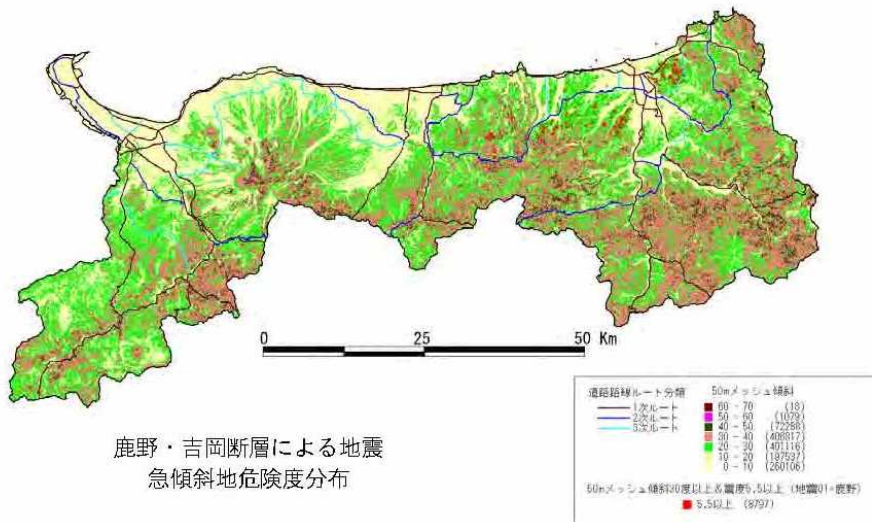 0 25 50 Km
鹿野・吉岡断層による地震
急傾斜地危険度分布
道路路線ルート分類 50mメッシュ傾斜
1次ルート 60 - 70 (18)
2次ルート 50 - 60 (1079)
3次ルート 40 - 50 (72288)
30 - 40 (408817)
20 - 30 (401116)
10 - 20 (187537)
0 - 10 (260106)
50mメッシュ傾斜30度以上&震度5.5以上 (地震01=鹿野)
5.5以上 (8797)